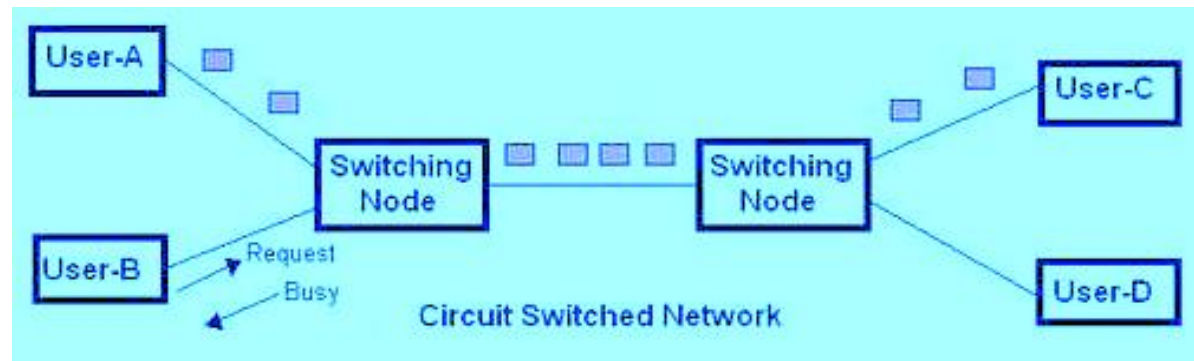 User-A
User-C
Switching
Node
Switching
Node
User-B
Request
Busy
User-D
Circuit Switched Network